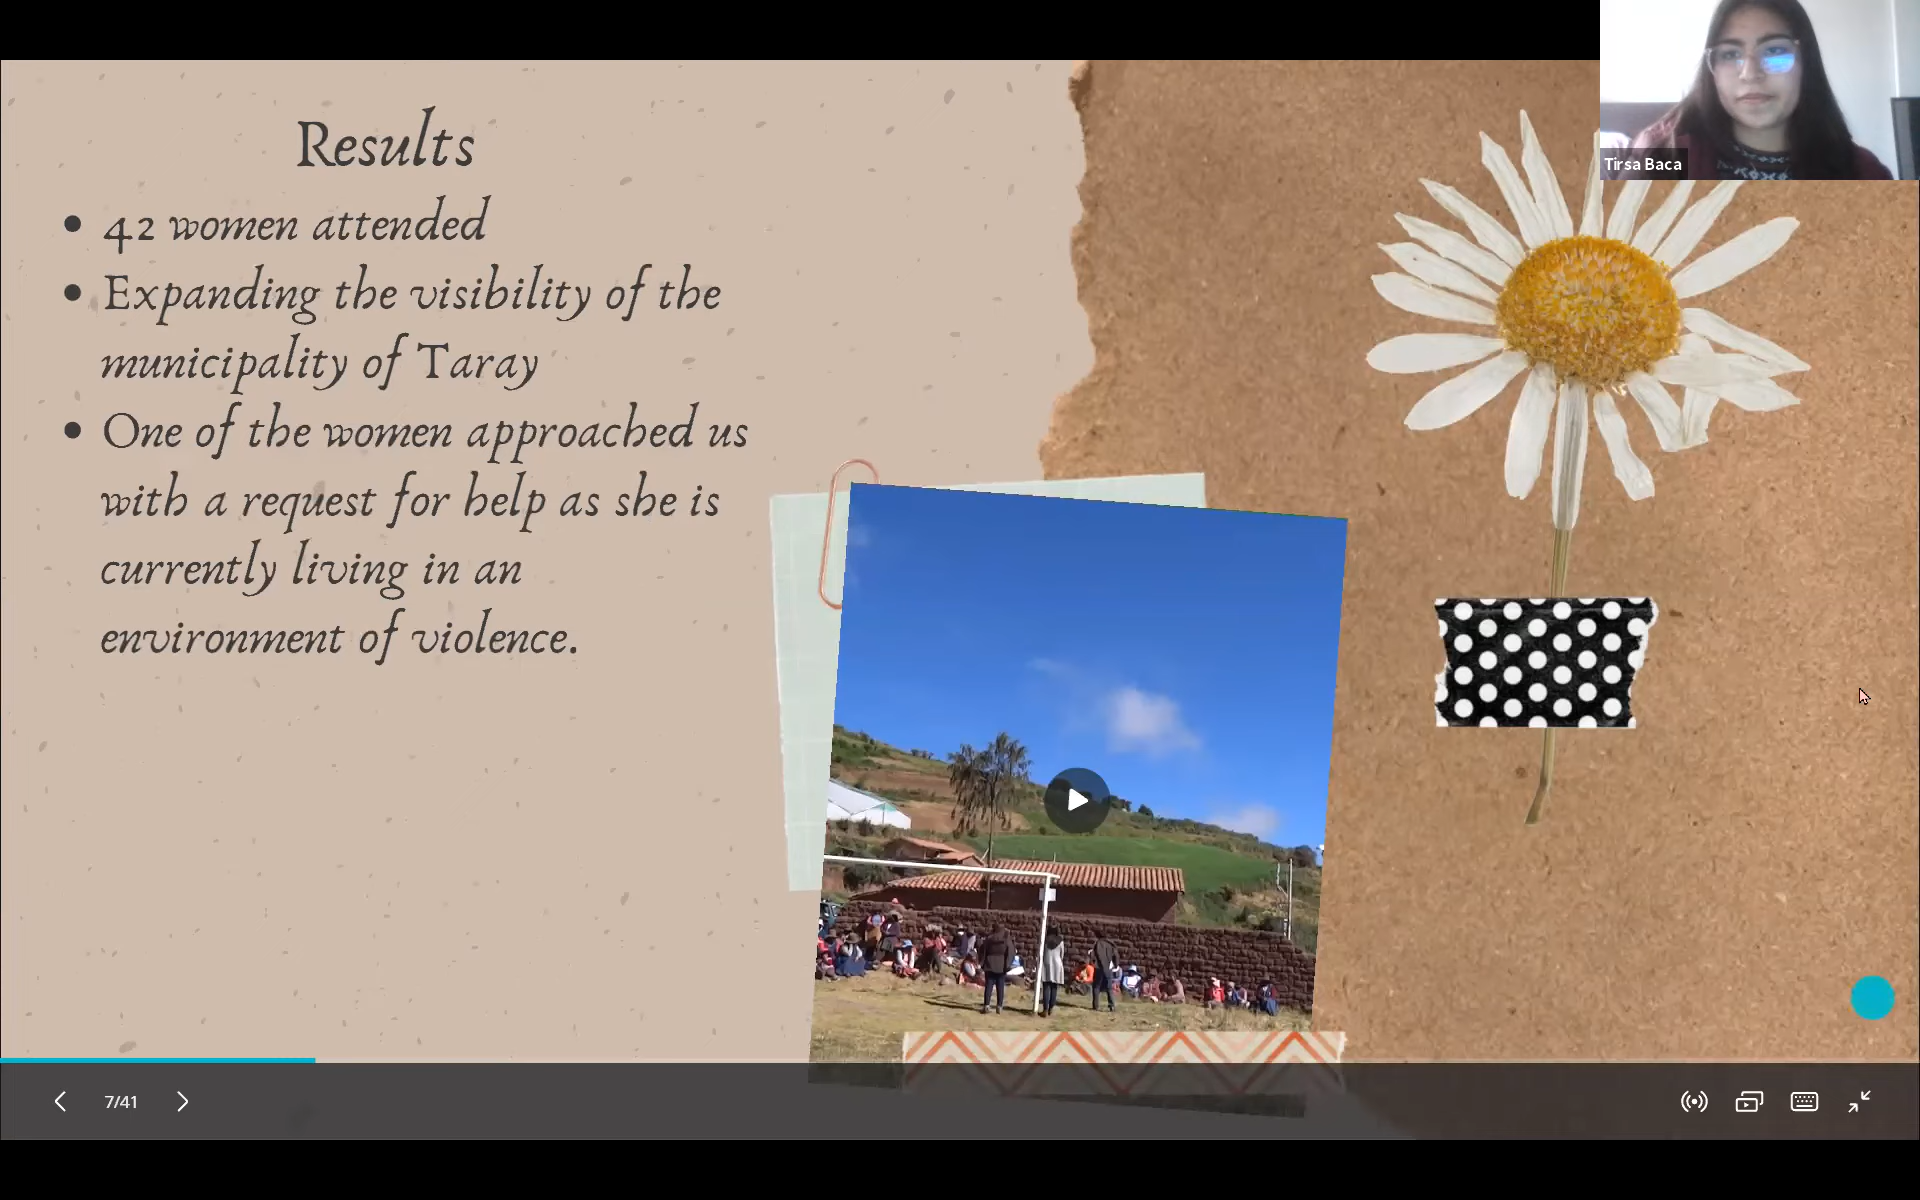 Tirsa Baca
Results
42 women attended
Expanding the visibility of the
municipality of Taray
One of the women approached us
with a request for help as she is
currently living in an
environment of violence.
7/41